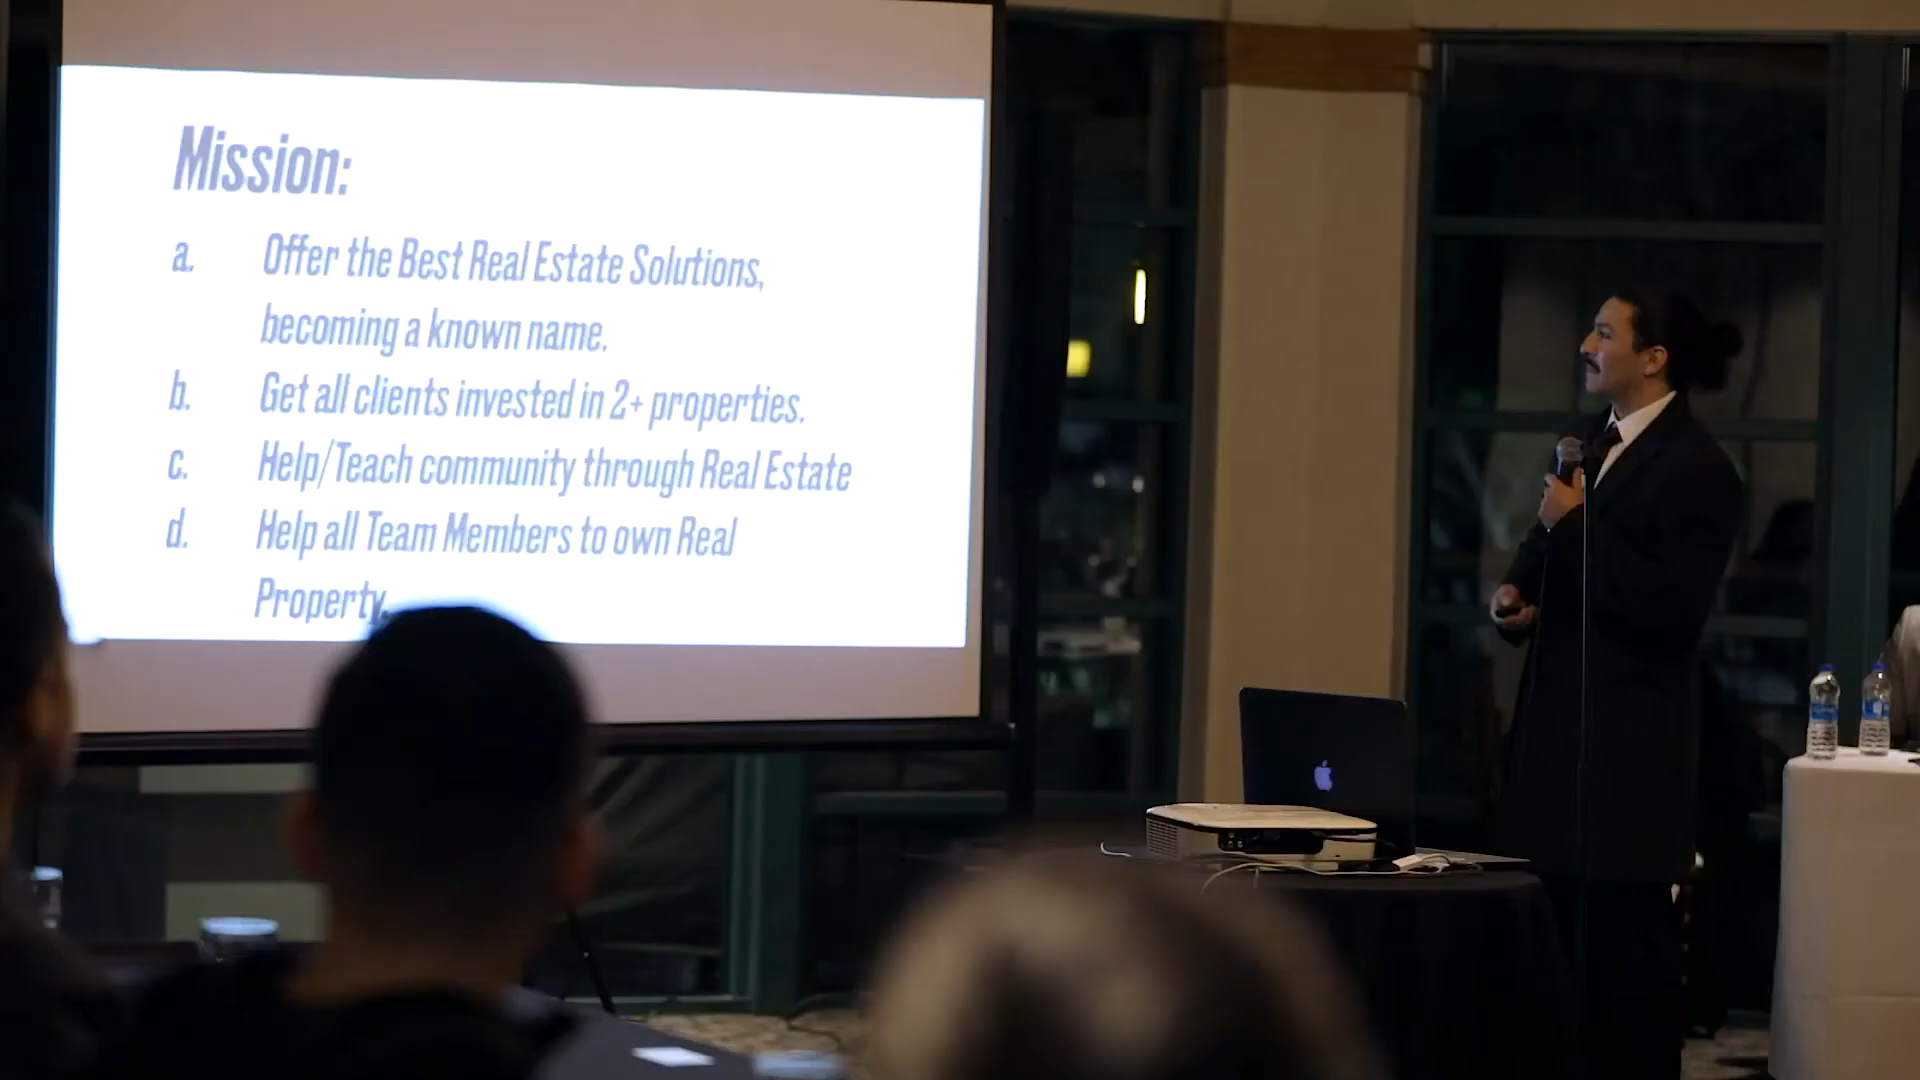 Mission:
a. Offer the Best Real Estate Solutions,
becoming a known name.
b. Get all clients invested in 2+ properties.
c. Help/Teach community through Real Estate
d. Help all Team Members to own Real
Property.